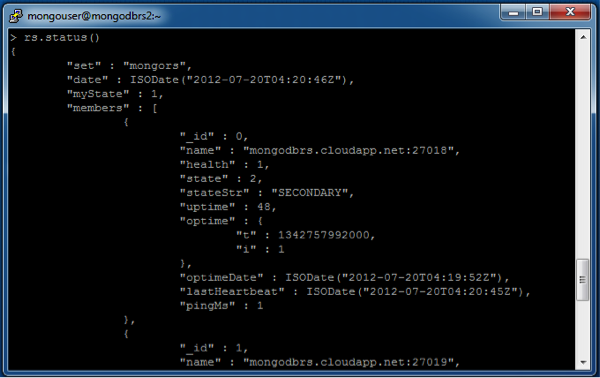 mongouser@mongodbrs2:~
> rs.status()
{
"set" : "mongors",
"date" : ISODate("2012-07-20T04:20:46Z"),
"myState" : 1,
"members" : [
{
"_id" : 0,
"name" : "mongodbrs.cloudapp.net:27018",
"health" : 1,
"state" : 2,
"stateStr" : "SECONDARY",
"uptime" : 48,
"optime" : {
"t" : 1342757992000,
"i" : 1
},
"optimeDate" : ISODate("2012-07-20T04:19:52Z"),
"lastHeartbeat" : ISODate("2012-07-20T04:20:45Z"),
"pingMs" : 1
},
{
"_id" : 1,
"name" : "mongodbrs.cloudapp.net:27019",